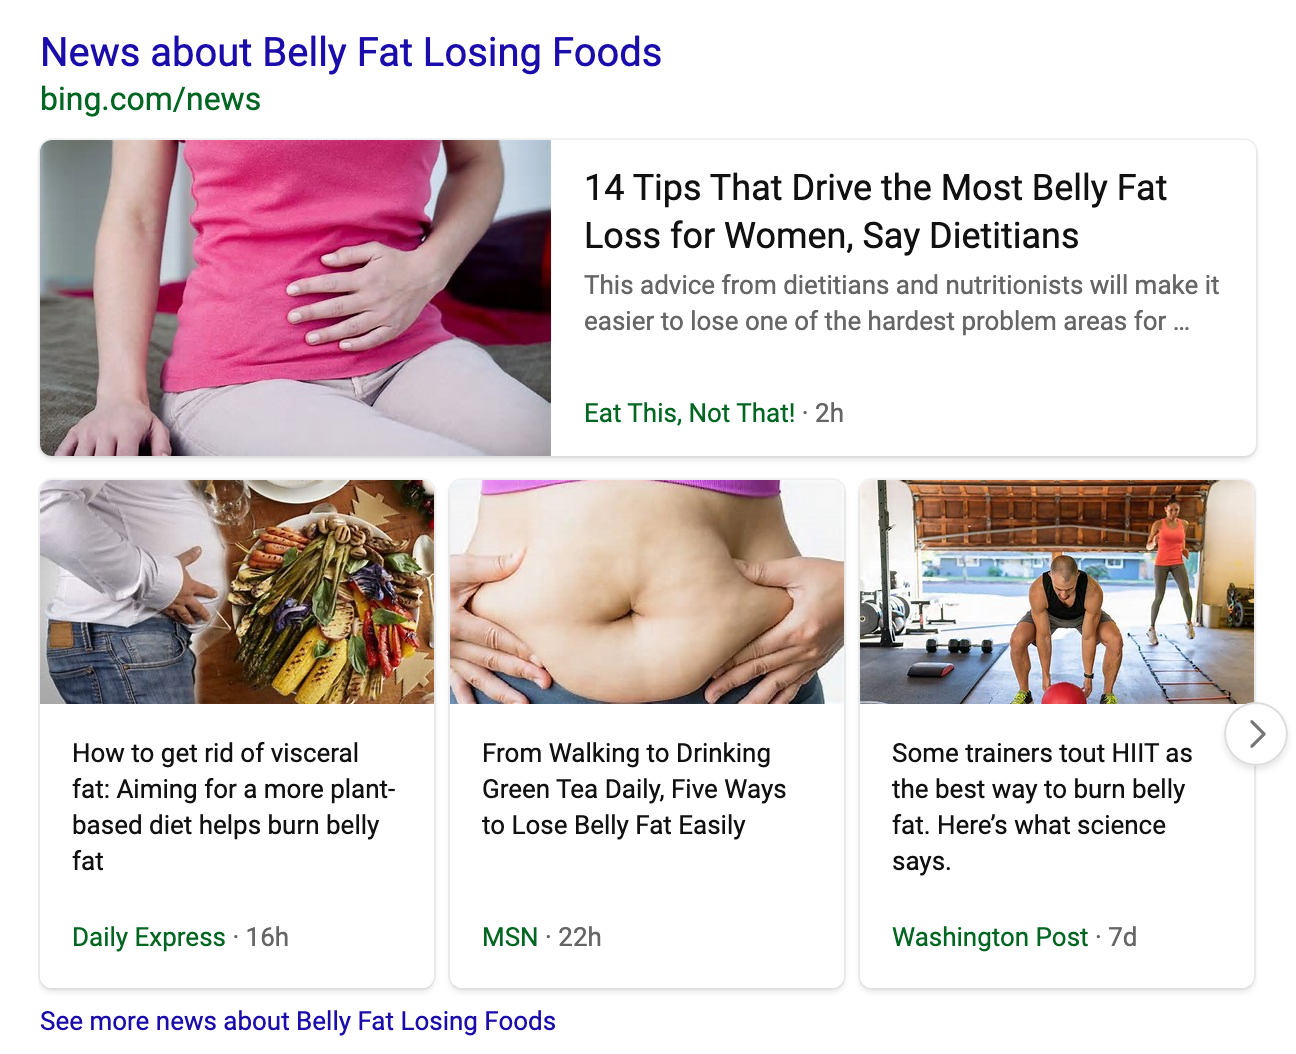 News about Belly Fat Losing Foods
bing.com/news
14 Tips That Drive the Most Belly Fat
Loss for Women, Say Dietitians
This advice from dietitians and nutritionists will make it
easier to lose one of the hardest problem areas for ...
Eat This, Not That! · 2h
How to get rid of visceral
fat: Aiming for a more plant-
based diet helps burn belly
fat
Daily Express · 16h
From Walking to Drinking
Green Tea Daily, Five Ways
to Lose Belly Fat Easily
MSN · 22h
Some trainers tout HIIT as
the best way to burn belly
fat. Here’s what science
says.
Washington Post · 7d
See more news about Belly Fat Losing Foods